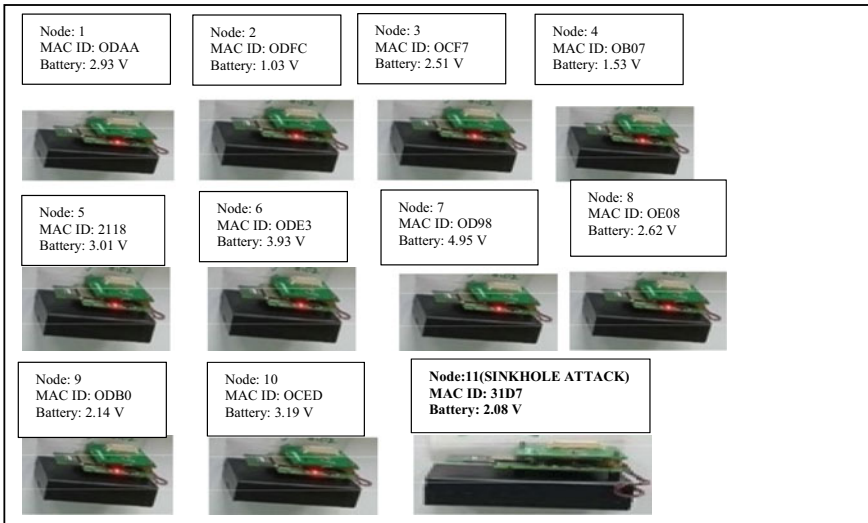 Node: 1
MAC ID: ODAA
Battery: 2.93 V
Node: 2
MAC ID: ODFC
Battery: 1.03 V
Node: 3
MAC ID: OCF7
Battery: 2.51 V
Node: 4
MAC ID: OB07
Battery: 1.53 V
Node: 5
MAC ID: 2118
Battery: 3.01 V
Node: 6
MAC ID: ODE3
Battery: 3.93 V
Node: 7
MAC ID: OD98
Battery: 4.95 V
Node: 8
MAC ID: OE08
Battery: 2.62 V
Node: 9
MAC ID: ODB0
Battery: 2.14 V
Node: 10
MAC ID: OCED
Battery: 3.19 V
Node:11(SINKHOLE ATTACK)
MAC ID: 31D7
Battery: 2.08 V